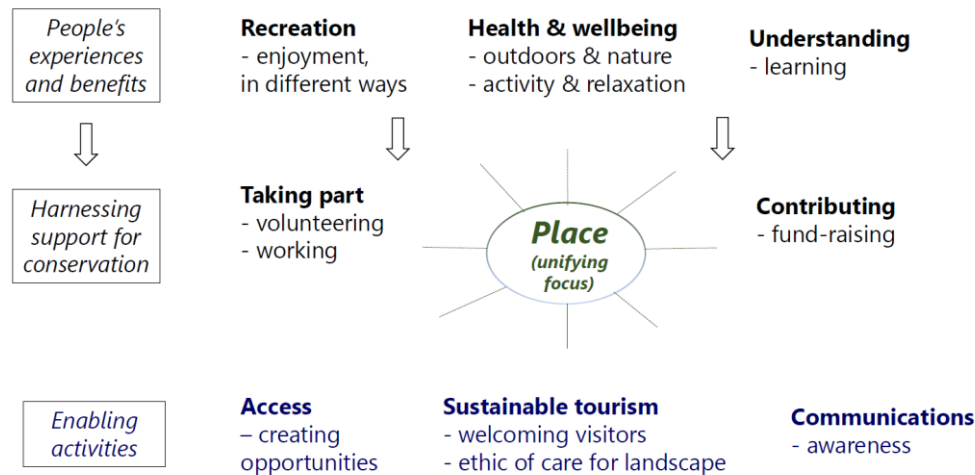 People's
experiences
and benefits
Recreation
- enjoyment,
in different ways
Health & wellbeing
- outdoors & nature
- activity & relaxation
Understanding
- learning
Harnessing
support for
conservation
Taking part
- volunteering
- working
Place
(unifying
focus)
Contributing
- fund-raising
Enabling
activities
Access
– creating
opportunities
Sustainable tourism
- welcoming visitors
- ethic of care for landscape
Communications
- awareness